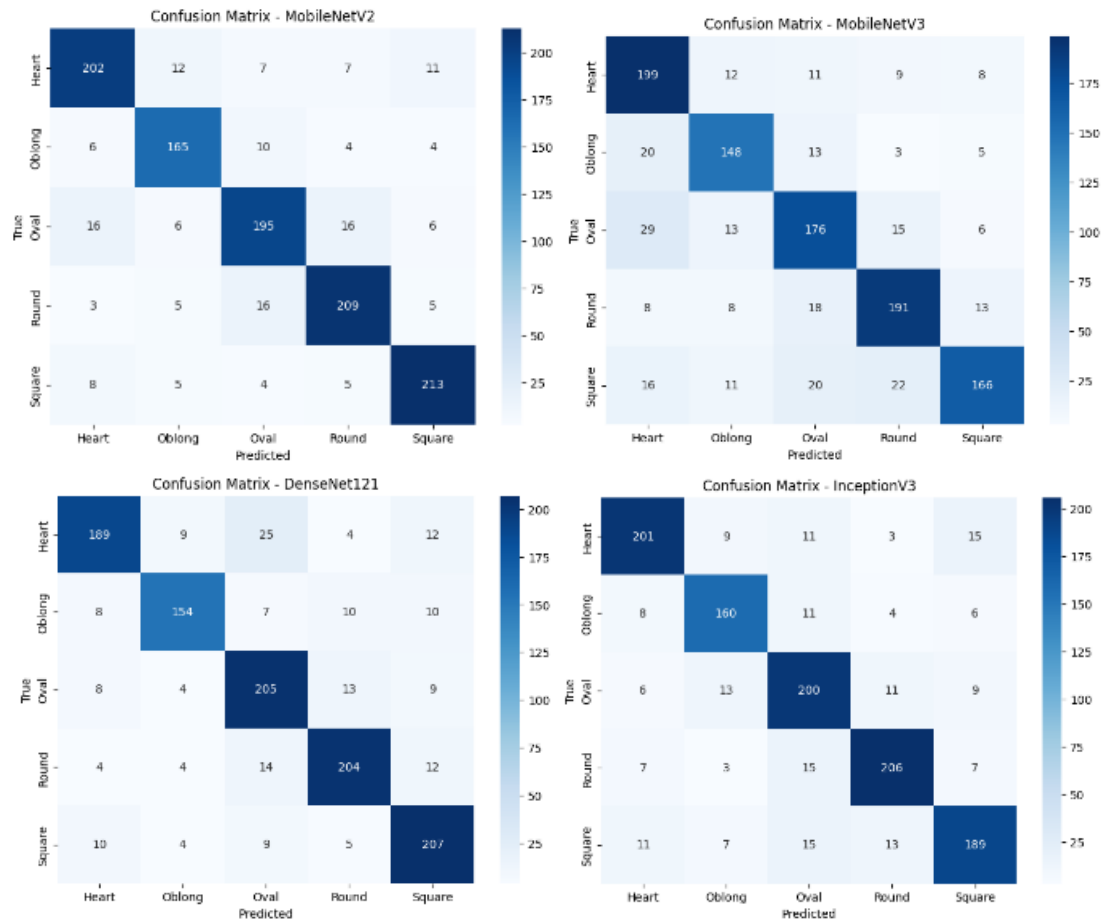 Confusion Matrix - MobileNetV2
Heart 202 12 7 7 11
Oblong 6 165 10 4 4
Oval 16 6 195 16 6
Round 3 5 16 209 5
Square 8 5 4 5 213
Heart Oblong Oval Round Square
Predicted
True
200
175
150
125
100
75
50
25
Confusion Matrix - MobileNetV3
Heart 199 12 11 9 8
Oblong 20 148 13 3 5
Oval 29 13 176 15 6
Round 8 8 18 191 13
Square 16 11 20 22 166
Heart Oblong Oval Round Square
Predicted
True
175
150
125
100
75
50
25
Confusion Matrix - DenseNet121
Heart 189 9 25 4 12
Oblong 8 154 7 10 10
Oval 8 4 205 13 9
Round 4 4 14 204 12
Square 10 4 9 5 207
Heart Oblong Oval Round Square
Predicted
True
200
175
150
125
100
75
50
25
Confusion Matrix - InceptionV3
Heart 201 9 11 3 15
Oblong 8 160 11 4 6
Oval 6 13 200 11 9
Round 7 3 15 206 7
Square 11 7 15 13 189
Heart Oblong Oval Round Square
Predicted
True
200
175
150
125
100
75
50
25